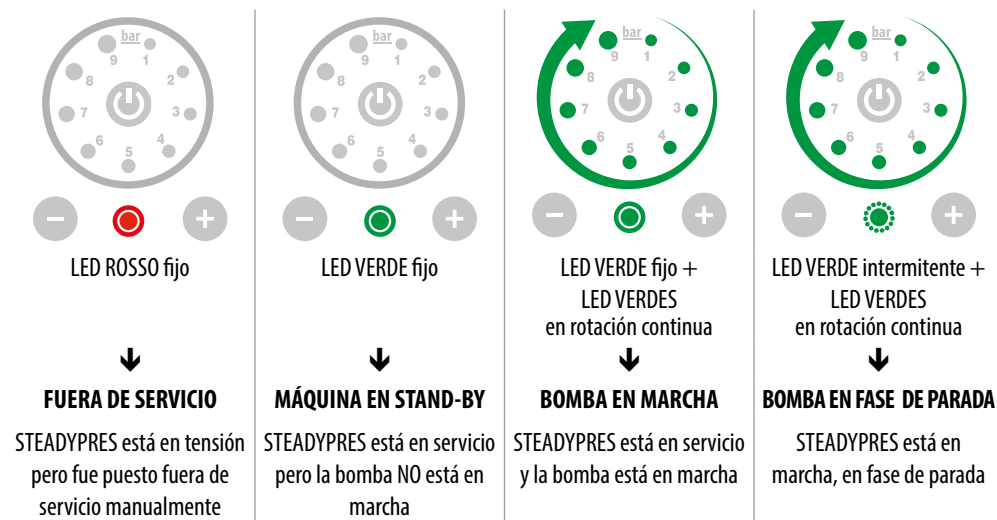 bar
9 1
8 2
7 3
6 4
5
− +
LED ROSSO fijo
FUERA DE SERVICIO
STEADYPRES está en tensión
pero fue puesto fuera de
servicio manualmente
bar
9 1
8 2
7 3
6 4
5
− +
LED VERDE fijo
MÁQUINA EN STAND-BY
STEADYPRES está en servicio
pero la bomba NO está en
marcha
bar
9 1
8 2
7 3
6 4
5
− +
LED VERDE fijo +
LED VERDES
en rotación continua
BOMBA EN MARCHA
STEADYPRES está en servicio
y la bomba está en marcha
bar
9 1
8 2
7 3
6 4
5
− +
LED VERDE intermitente +
LED VERDES
en rotación continua
BOMBA EN FASE DE PARADA
STEADYPRES está en
marcha, en fase de parada